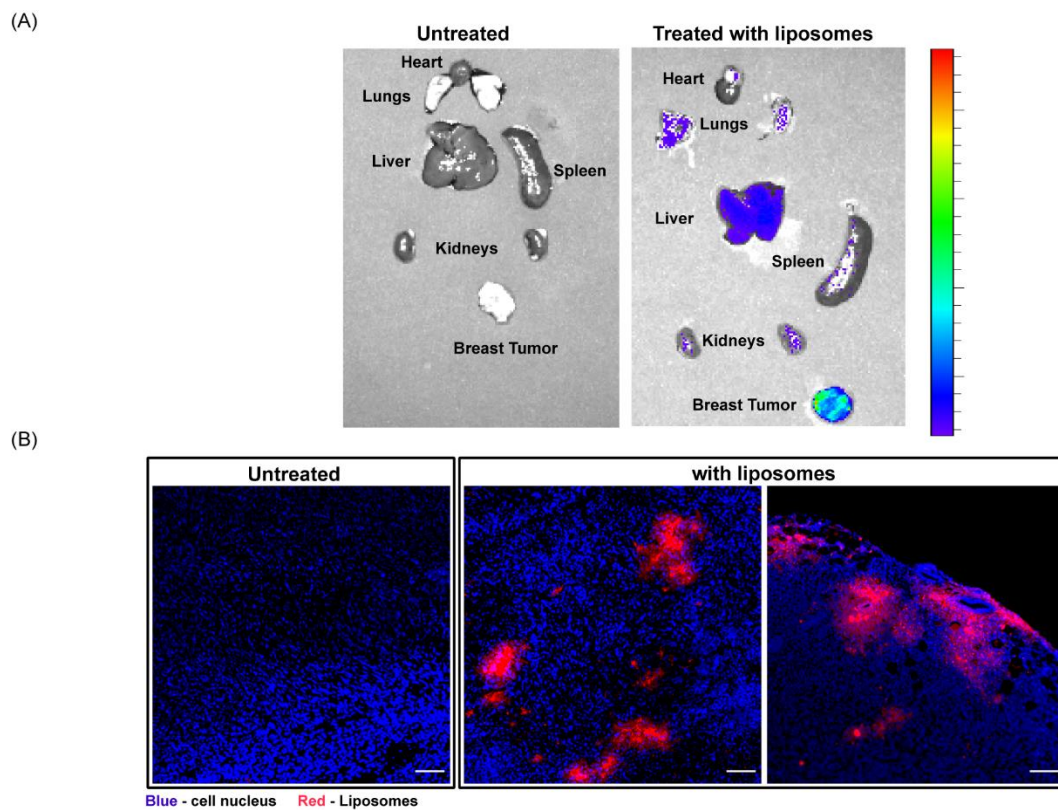 (A)
Untreated
Treated with liposomes
Heart
Lungs
Liver
Spleen
Kidneys
Breast Tumor
Heart
Lungs
Liver
Spleen
Kidneys
Breast Tumor
(B)
Untreated
with liposomes
Blue - cell nucleus Red - Liposomes